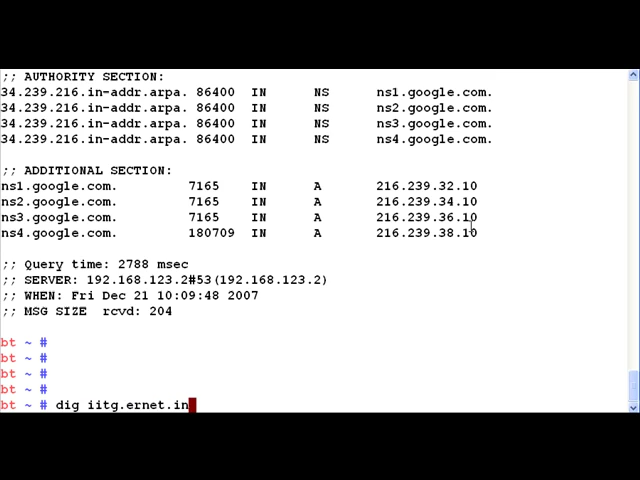 ;; AUTHORITY SECTION:
34.239.216.in-addr.arpa. 86400 IN NS ns1.google.com.
34.239.216.in-addr.arpa. 86400 IN NS ns2.google.com.
34.239.216.in-addr.arpa. 86400 IN NS ns3.google.com.
34.239.216.in-addr.arpa. 86400 IN NS ns4.google.com.
;; ADDITIONAL SECTION:
ns1.google.com. 7165 IN A 216.239.32.10
ns2.google.com. 7165 IN A 216.239.34.10
ns3.google.com. 7165 IN A 216.239.36.10
ns4.google.com. 180709 IN A 216.239.38.10
;; Query time: 2788 msec
;; SERVER: 192.168.123.2#53(192.168.123.2)
;; WHEN: Fri Dec 21 10:09:48 2007
;; MSG SIZE rcvd: 204
bt ~ #
bt ~ #
bt ~ #
bt ~ #
bt ~ # dig iitg.ernet.in